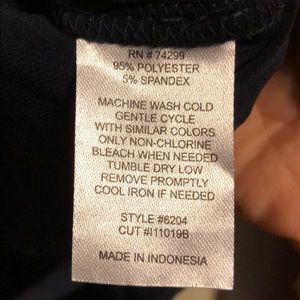 RN # 74299
95% POLYESTER
5% SPANDEX
MACHINE WASH COLD
GENTLE CYCLE
WITH SIMILAR COLORS
ONLY NON-CHLORINE
BLEACH WHEN NEEDED
TUMBLE DRY LOW
REMOVE PROMPTLY
COOL IRON IF NEEDED
STYLE #6204
CUT #I11019B
MADE IN INDONESIA